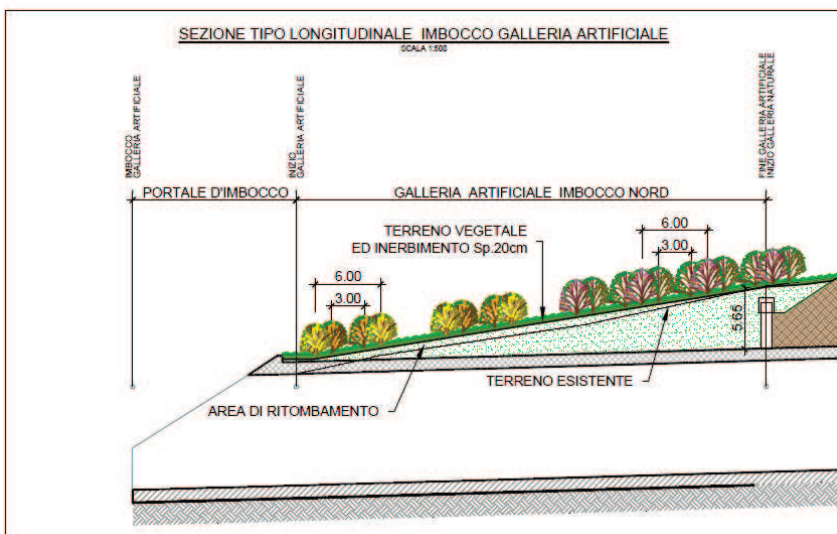 SEZIONE TIPO LONGITUDINALE IMBOCCO GALLERIA ARTIFICIALE
SCALA 1:500
IMBOCCO
GALLERIA ARTIFICIALE
INIZIO
GALLERIA ARTIFICIALE
FINE GALLERIA ARTIFICIALE
INIZIO GALLERIA NATURALE
PORTALE D'IMBOCCO
GALLERIA ARTIFICIALE IMBOCCO NORD
TERRENO VEGETALE
ED INERBIMENTO Sp.20cm
6.00
3.00
6.00
3.00
5.65
TERRENO ESISTENTE
AREA DI RITOMBAMENTO